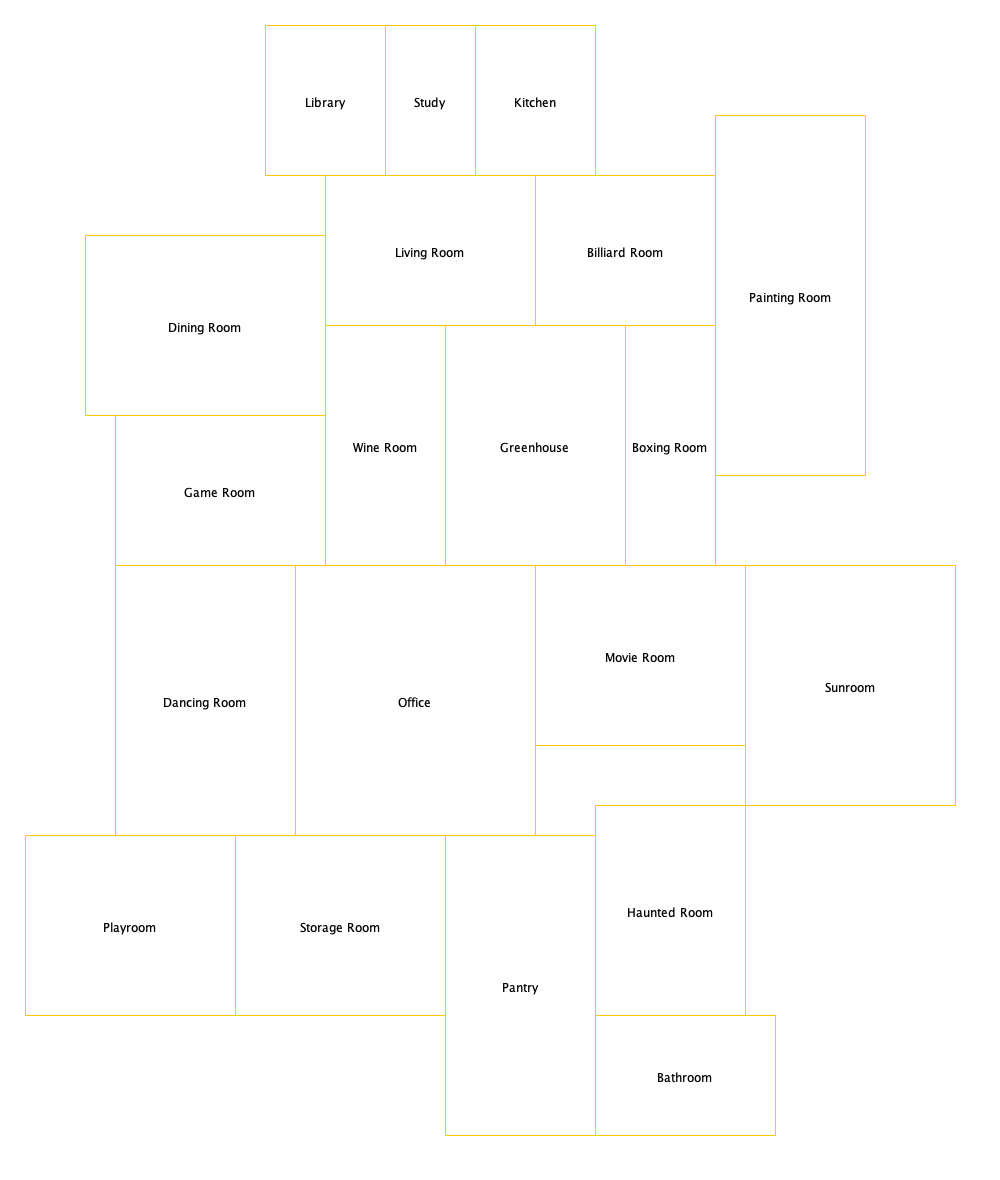 Library
Study
Kitchen
Living Room
Billiard Room
Painting Room
Dining Room
Wine Room
Greenhouse
Boxing Room
Game Room
Movie Room
Sunroom
Dancing Room
Office
Haunted Room
Playroom
Storage Room
Pantry
Bathroom